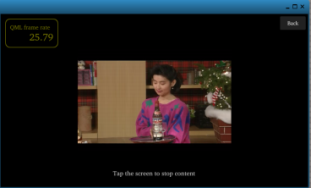 QML frame rate
25.79
Back
Tap the screen to stop content